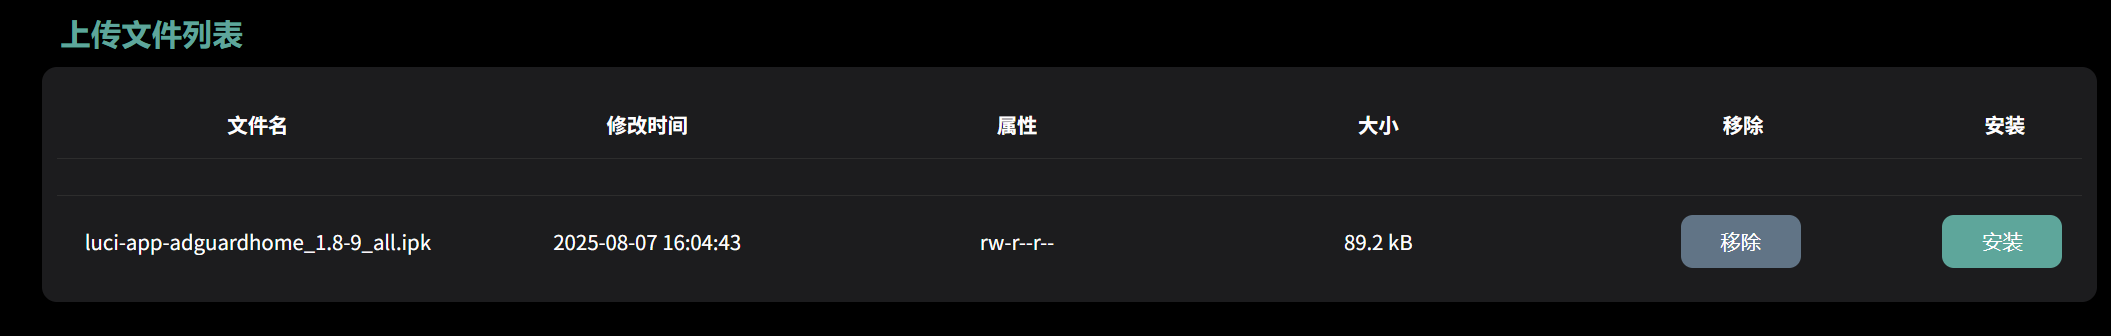 上传文件列表
文件名 修改时间 属性 大小 移除 安装
luci-app-adguardhome_1.8-9_all.ipk 2025-08-07 16:04:43 rw-r--r-- 89.2 kB 移除 安装